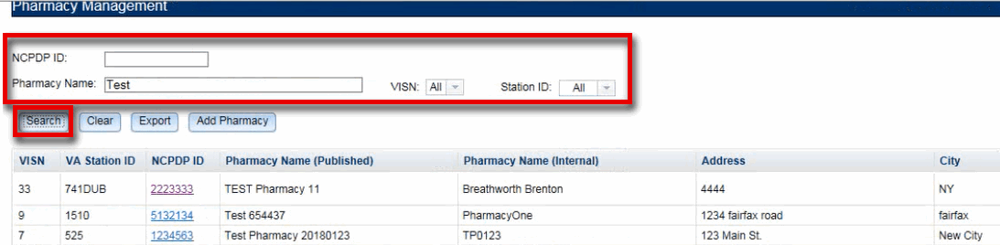 Pharmacy Management
NCPDP ID:
Pharmacy Name: Test VISN: All Station ID: All
Search Clear Export Add Pharmacy
VISN VA Station ID NCPDP ID Pharmacy Name (Published) Pharmacy Name (Internal) Address City
33 741DUB 2223333 TEST Pharmacy 11 Breathworth Brenton 4444 NY
9 1510 5132134 Test 654437 PharmacyOne 1234 fairfax road fairfax
7 525 1234563 Test Pharmacy 20180123 TP0123 123 Main St. New City